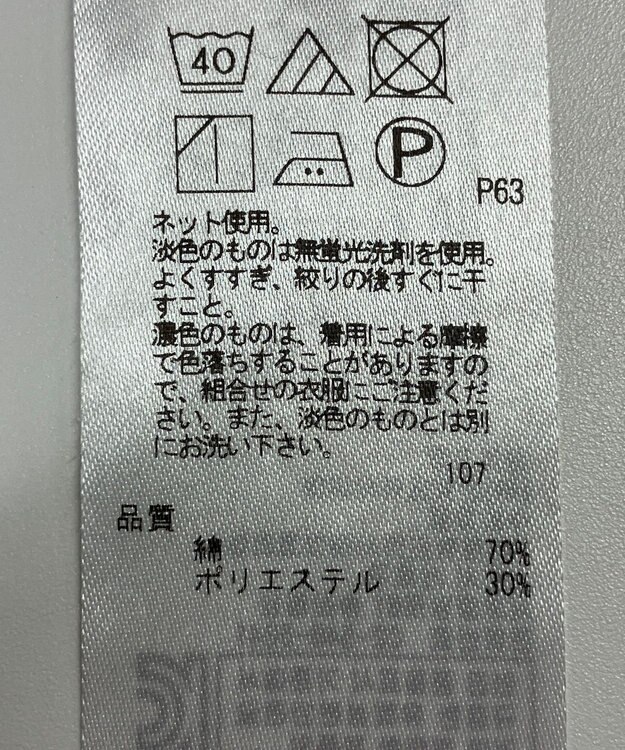 40
P
P63
ネット使用。
淡色のものは無蛍光洗剤を使用。
よくすすぎ、絞りの後すぐに干
すこと。
濃色のものは、着用による摩擦
で色落ちすることがありますの
で、組合せの衣服にご注意くだ
さい。また、淡色のものとは別
にお洗い下さい。
107
品質
綿 70%
ポリエステル 30%